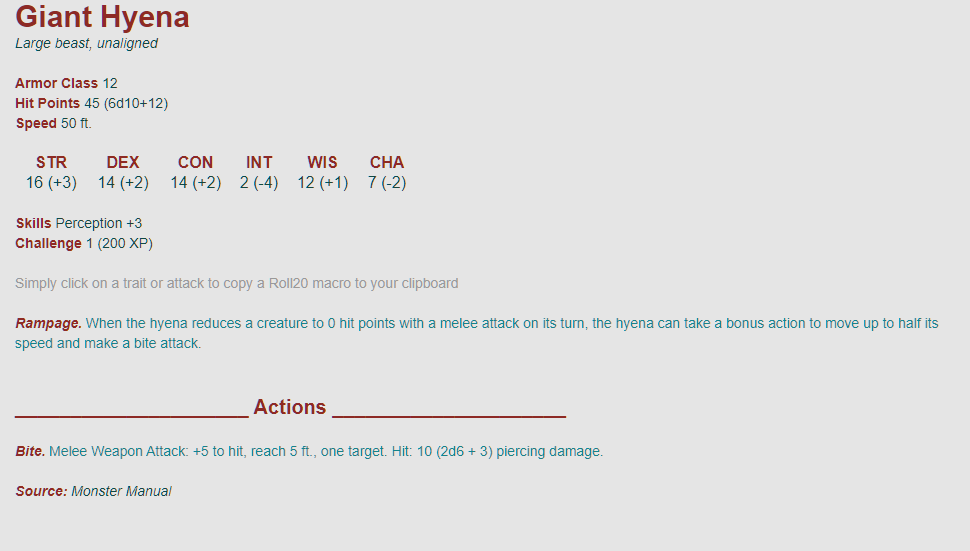 Giant Hyena
Large beast, unaligned
Armor Class 12
Hit Points 45 (6d10+12)
Speed 50 ft.
STR DEX CON INT WIS CHA
16 (+3) 14 (+2) 14 (+2) 2 (-4) 12 (+1) 7 (-2)
Skills Perception +3
Challenge 1 (200 XP)
Simply click on a trait or attack to copy a Roll20 macro to your clipboard
Rampage. When the hyena reduces a creature to 0 hit points with a melee attack on its turn, the hyena can take a bonus action to move up to half its
speed and make a bite attack.
_____________________ Actions _____________________
Bite. Melee Weapon Attack: +5 to hit, reach 5 ft., one target. Hit: 10 (2d6 + 3) piercing damage.
Source: Monster Manual